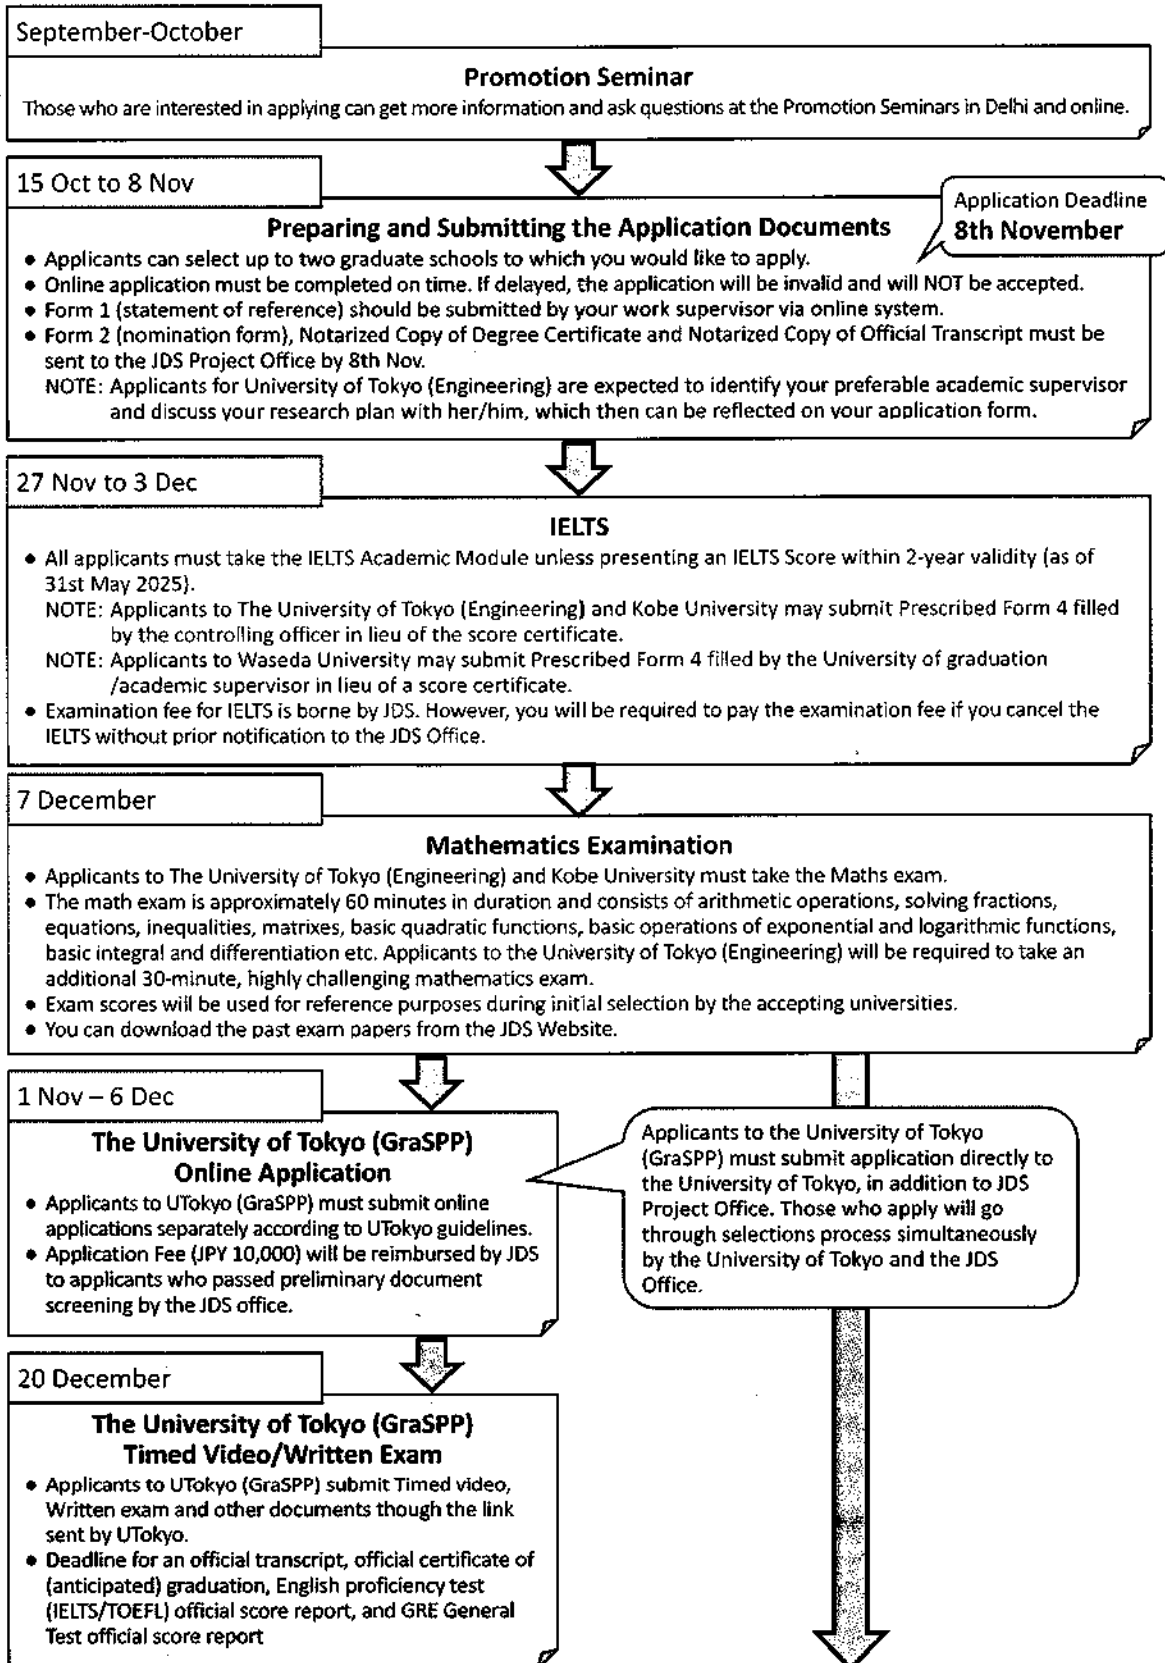 September-October
Promotion Seminar
Those who are interested in applying can get more information and ask questions at the Promotion Seminars in Delhi and online.
15 Oct to 8 Nov
Application Deadline
8th November
Preparing and Submitting the Application Documents
• Applicants can select up to two graduate schools to which you would like to apply.
• Online application must be completed on time. If delayed, the application will be invalid and will NOT be accepted.
• Form 1 (statement of reference) should be submitted by your work supervisor via online system.
• Form 2 (nomination form), Notarized Copy of Degree Certificate and Notarized Copy of Official Transcript must be
sent to the JDS Project Office by 8th Nov.
NOTE: Applicants for University of Tokyo (Engineering) are expected to identify your preferable academic supervisor
and discuss your research plan with her/him, which then can be reflected on your application form.
27 Nov to 3 Dec
IELTS
• All applicants must take the IELTS Academic Module unless presenting an IELTS Score within 2-year validity (as of
31st May 2025).
NOTE: Applicants to The University of Tokyo (Engineering) and Kobe University may submit Prescribed Form 4 filled
by the controlling officer in lieu of the score certificate.
NOTE: Applicants to Waseda University may submit Prescribed Form 4 filled by the University of graduation
/academic supervisor in lieu of a score certificate.
• Examination fee for IELTS is borne by JDS. However, you will be required to pay the examination fee if you cancel the
IELTS without prior notification to the JDS Office.
7 December
Mathematics Examination
• Applicants to The University of Tokyo (Engineering) and Kobe University must take the Maths exam.
• The math exam is approximately 60 minutes in duration and consists of arithmetic operations, solving fractions,
equations, inequalities, matrixes, basic quadratic functions, basic operations of exponential and logarithmic functions,
basic integral and differentiation etc. Applicants to the University of Tokyo (Engineering) will be required to take an
additional 30-minute, highly challenging mathematics exam.
• Exam scores will be used for reference purposes during initial selection by the accepting universities.
• You can download the past exam papers from the JDS Website.
1 Nov – 6 Dec
The University of Tokyo (GraSPP)
Online Application
• Applicants to UTokyo (GraSPP) must submit online
applications separately according to UTokyo guidelines.
• Application Fee (JPY 10,000) will be reimbursed by JDS
to applicants who passed preliminary document
screening by the JDS office.
Applicants to the University of Tokyo
(GraSPP) must submit application directly to
the University of Tokyo, in addition to JDS
Project Office. Those who apply will go
through selections process simultaneously
by the University of Tokyo and the JDS
Office.
20 December
The University of Tokyo (GraSPP)
Timed Video/Written Exam
• Applicants to UTokyo (GraSPP) submit Timed video,
Written exam and other documents though the link
sent by UTokyo.
• Deadline for an official transcript, official certificate of
(anticipated) graduation, English proficiency test
(IELTS/TOEFL) official score report, and GRE General
Test official score report